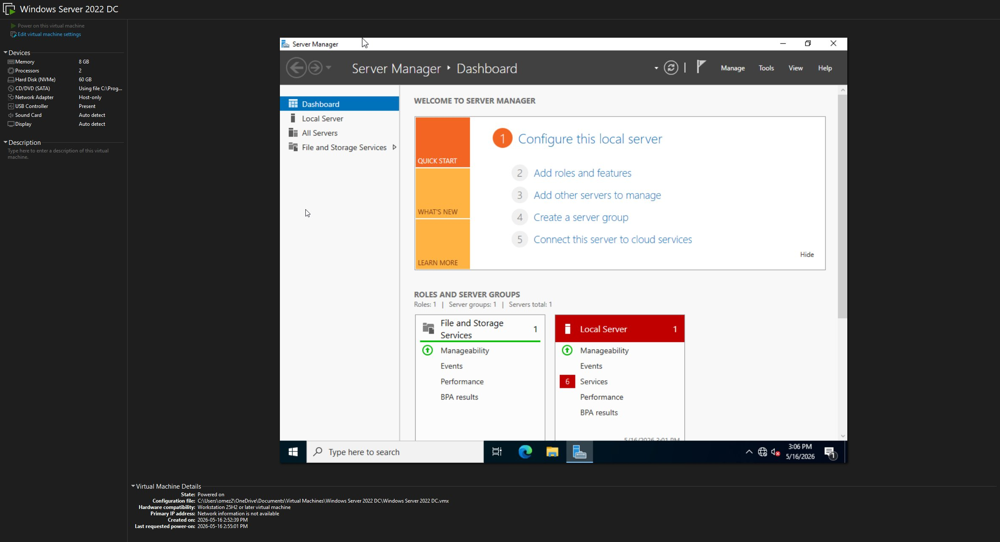 Windows Server 2022 DC
Power on this virtual machine
Edit virtual machine settings
Devices
Memory 8 GB
Processors 2
Hard Disk (NVMe) 60 GB
CD/DVD (SATA) Using file C:\Prog...
Network Adapter Host-only
USB Controller Present
Sound Card Auto detect
Display Auto detect
Description
Type here to enter a description of this virtual
machine.
Server Manager
Server Manager Dashboard
Manage Tools View Help
Dashboard
Local Server
All Servers
File and Storage Services
WELCOME TO SERVER MANAGER
QUICK START
WHAT'S NEW
LEARN MORE
1 Configure this local server
2 Add roles and features
3 Add other servers to manage
4 Create a server group
5 Connect this server to cloud services
Hide
ROLES AND SERVER GROUPS
Roles: 1 | Server groups: 1 | Servers total: 1
File and Storage
Services 1
Manageability
Events
Performance
BPA results
Local Server 1
Manageability
Events
6 Services
Performance
BPA results
5/16/2026 3:01 PM
Type here to search
3:06 PM
5/16/2026
1
Virtual Machine Details
State: Powered on
Configuration file: C:\Users\omez2\OneDrive\Documents\Virtual Machines\Windows Server 2022 DC\Windows Server 2022 DC.vmx
Hardware compatibility: Workstation 25H2 or later virtual machine
Primary IP address: Network information is not available
Created on: 2026-05-16 2:52:39 PM
Last requested power-on: 2026-05-16 2:55:01 PM